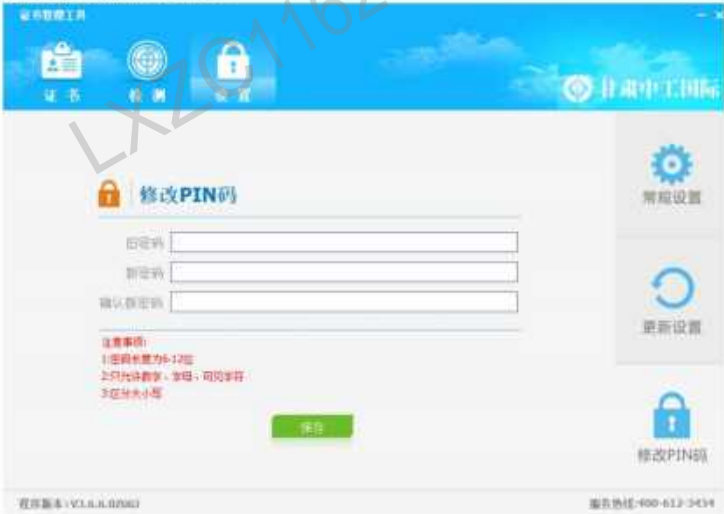 证书管理工具
LXZC1162
证书
检测
设置
甘肃中工国际
修改PIN码
旧密码
新密码
确认新密码
注意事项:
1:密码长度为6-12位
2:只允许数字、字母、可见字符
3:区分大小写
保存
常规设置
更新设置
修改PIN码
服务热线:400-612-3434